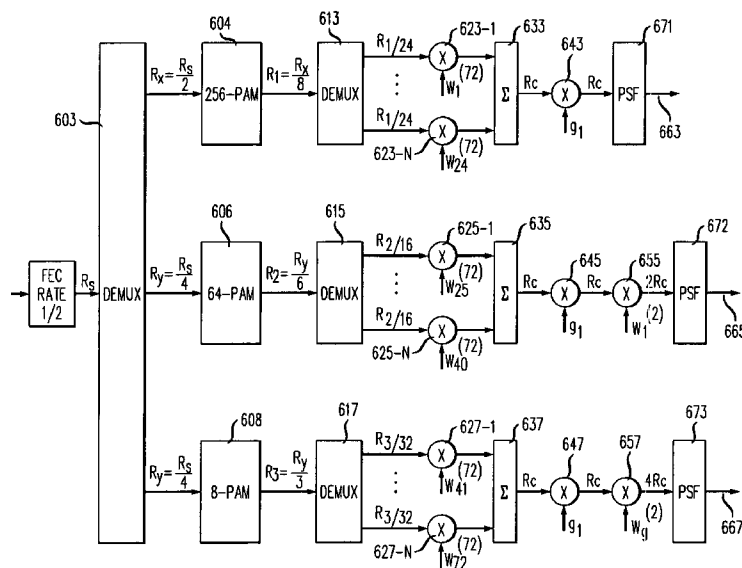 604
613
623-1
633
643
671
603
Rx=Rs/2
256-PAM
R1=Rx/8
DEMUX
R1/24
X
(72)
W1
⋮
R1/24
X
(72)
W24
623-N
Σ
Rc
X
g1
Rc
PSF
663
606
615
625-1
635
645
655
672
FEC
RATE
1/2
Rs
DEMUX
Ry=Rs/4
64-PAM
R2=Ry/6
DEMUX
R2/16
X
(72)
W25
⋮
R2/16
X
(72)
W40
625-N
Σ
Rc
X
g1
Rc
X
2Rc
(2)
W1
PSF
665
608
617
627-1
637
647
657
673
Ry=Rs/4
8-PAM
R3=Ry/3
DEMUX
R3/32
X
(72)
W41
⋮
R3/32
X
(72)
W72
627-N
Σ
Rc
X
g1
Rc
X
4Rc
(2)
Wg
PSF
667